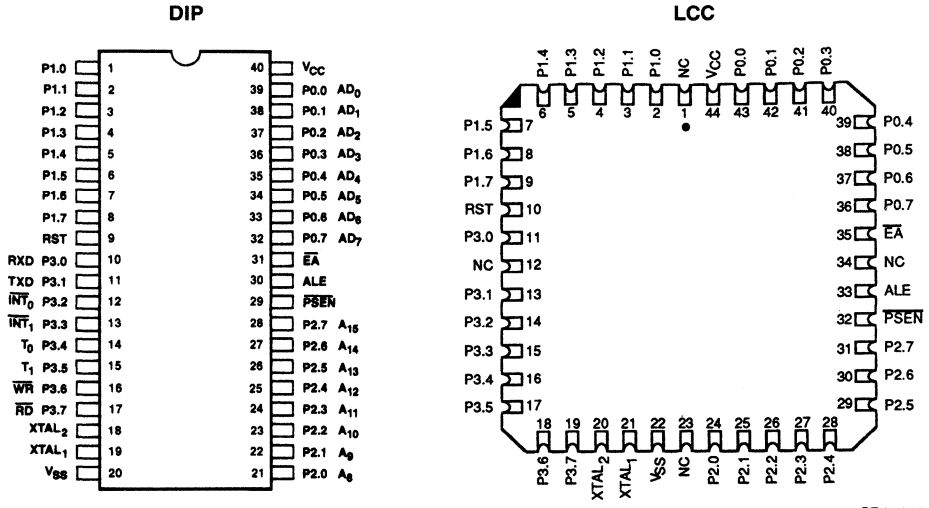 DIP
P1.0 1 40 VCC
P1.1 2 39 P0.0 AD0
P1.2 3 38 P0.1 AD1
P1.3 4 37 P0.2 AD2
P1.4 5 36 P0.3 AD3
P1.5 6 35 P0.4 AD4
P1.6 7 34 P0.5 AD5
P1.7 8 33 P0.6 AD6
RST 9 32 P0.7 AD7
RXD P3.0 10 31 EA
TXD P3.1 11 30 ALE
INT0 P3.2 12 29 PSEN
INT1 P3.3 13 28 P2.7 A15
T0 P3.4 14 27 P2.6 A14
T1 P3.5 15 26 P2.5 A13
WR P3.6 16 25 P2.4 A12
RD P3.7 17 24 P2.3 A11
XTAL2 18 23 P2.2 A10
XTAL1 19 22 P2.1 A9
VSS 20 21 P2.0 A8
LCC
P1.4 P1.3 P1.2 P1.1 P1.0 NC VCC P0.0 P0.1 P0.2 P0.3
6 5 4 3 2 1 44 43 42 41 40
P1.5 7 39 P0.4
P1.6 8 38 P0.5
P1.7 9 37 P0.6
RST 10 36 P0.7
P3.0 11 35 EA
NC 12 34 NC
P3.1 13 33 ALE
P3.2 14 32 PSEN
P3.3 15 31 P2.7
P3.4 16 30 P2.6
P3.5 17 29 P2.5
18 19 20 21 22 23 24 25 26 27 28
P3.6 P3.7 XTAL2 XTAL1 VSS NC P2.0 P2.1 P2.2 P2.3 P2.4